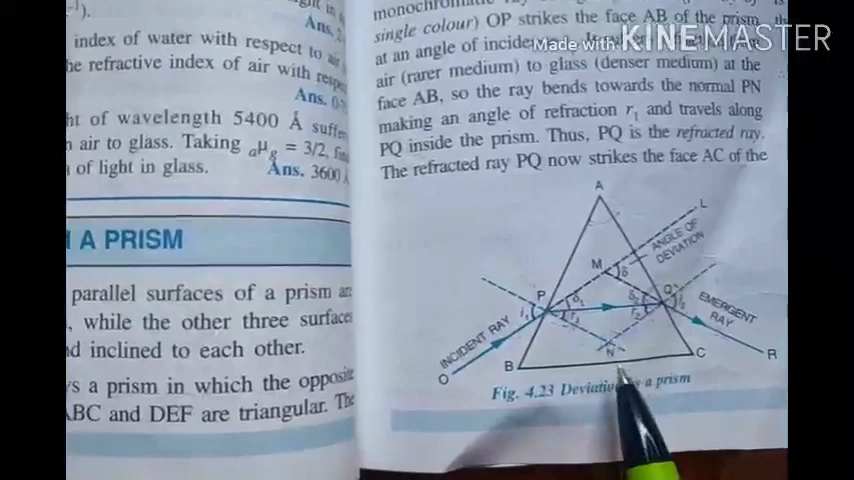 Ans.
index of water with respect to air
he refractive index of air with
Ans.
ht of wavelength 5400 Å
air to glass. Taking aμg = 3/2,
of light in glass.
Ans. 3600
A PRISM
parallel surfaces of a prism
, while the other three surfaces
d inclined to each other.
s a prism in which the opposite
ABC and DEF are triangular. The
single colour) OP strikes the face AB of the prism
at an angle of
Made with KINEMASTER
air (rarer medium) to glass (denser medium) at the
face AB, so the ray bends towards the normal PN
making an angle of refraction r₁ and travels along
PQ inside the prism. Thus, PQ is the refracted ray.
The refracted ray PQ now strikes the face AC of the
A
L
ANGLE OF
DEVIATION
M
δ
P
δ₁
δ₂
Q
i₁
r₁
r₂
i₂
EMERGENT
RAY
INCIDENT RAY
N
O
B
C
R
Fig. 4.23 a prism